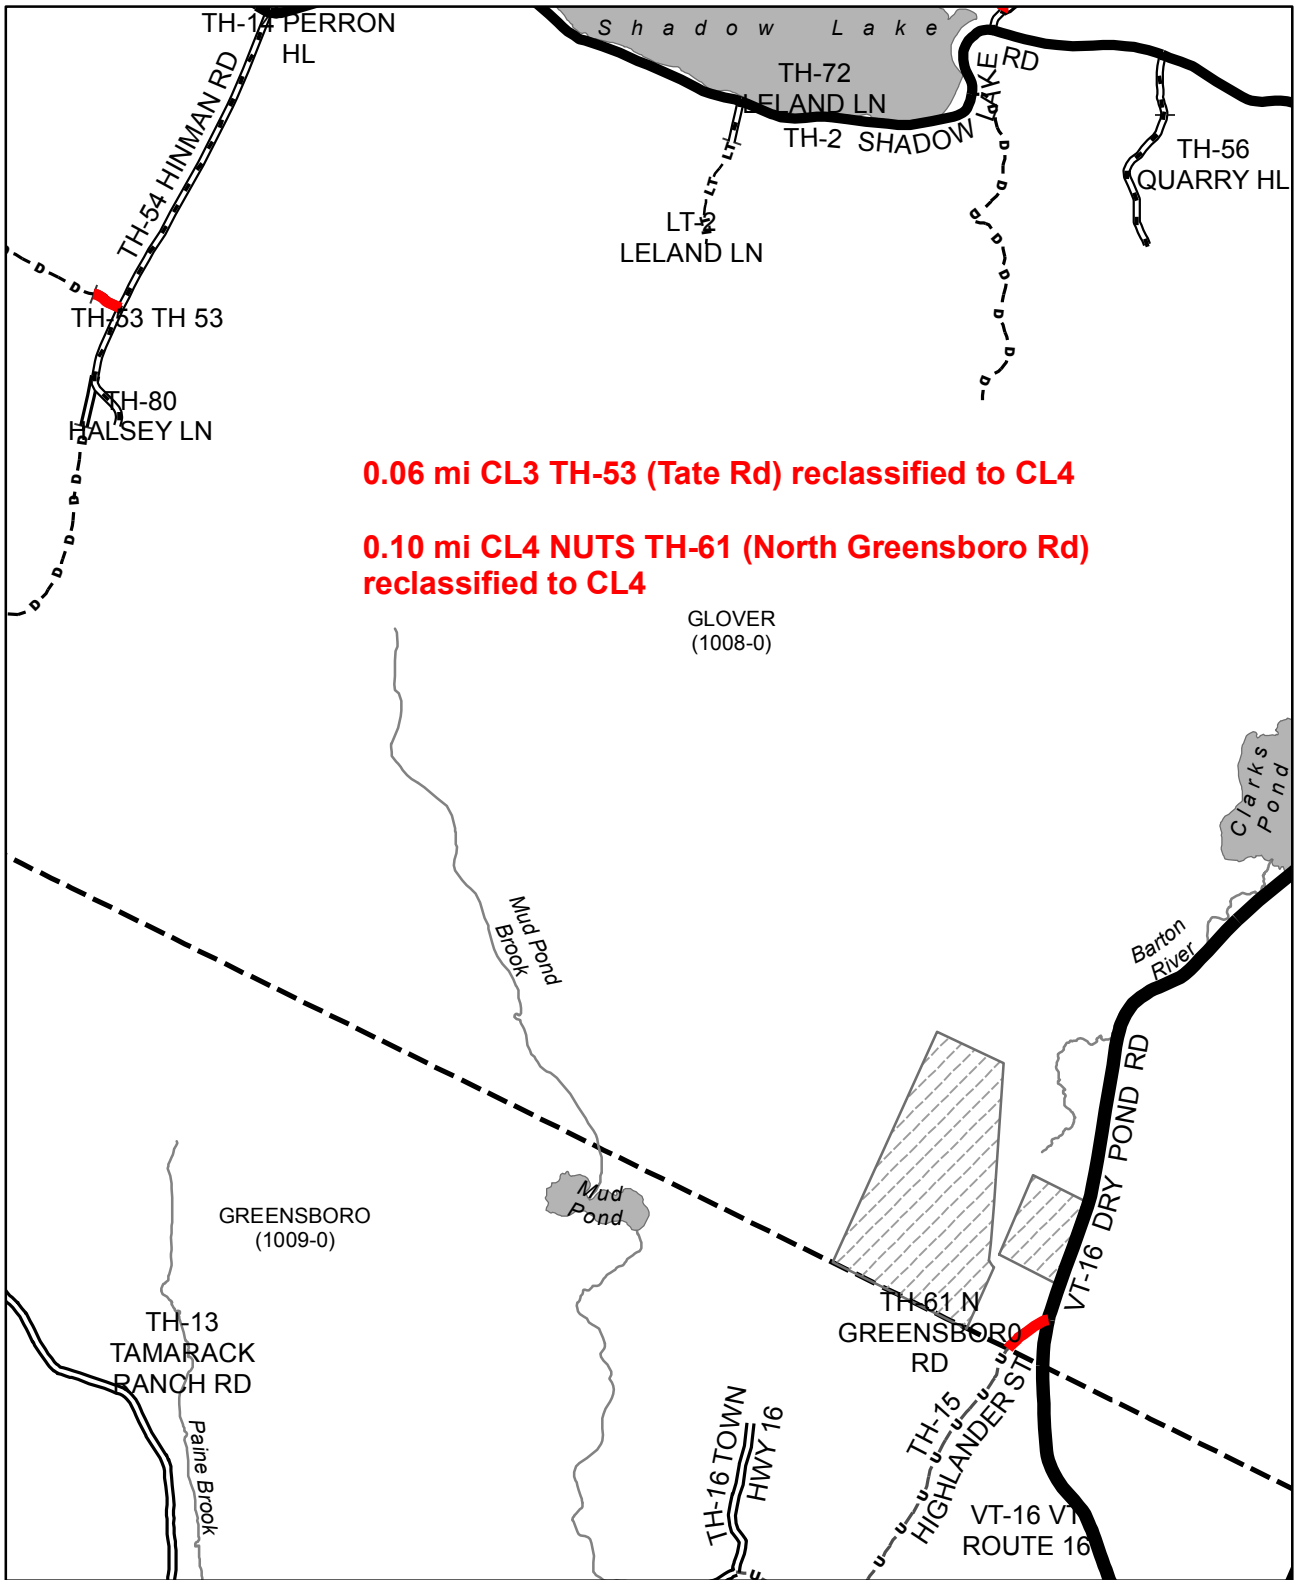 TH-14 PERRON
HL
Shadow Lake
TH-72
LELAND LN
TH-2 SHADOW LAKE RD
TH-54 HINMAN RD
TH-56
QUARRY HL
LT LT
LT-2
LELAND LN
D D
D D D D D D D D D
TH-53 TH 53
TH-80
HALSEY LN
D D D D D D
0.06 mi CL3 TH-53 (Tate Rd) reclassified to CL4
0.10 mi CL4 NUTS TH-61 (North Greensboro Rd)
reclassified to CL4
GLOVER
(1008-0)
Clarks
Pond
Mud Pond
Brook
Barton
River
VT-16 DRY POND RD
Mud
Pond
GREENSBORO
(1009-0)
TH-61 N
GREENSBORO
RD
TH-13
TAMARACK
RANCH RD
Paine Brook
TH-16 TOWN
HWY 16
TH-15
HIGHLANDER ST
U U U U U U U
U
VT-16 VT
ROUTE 16